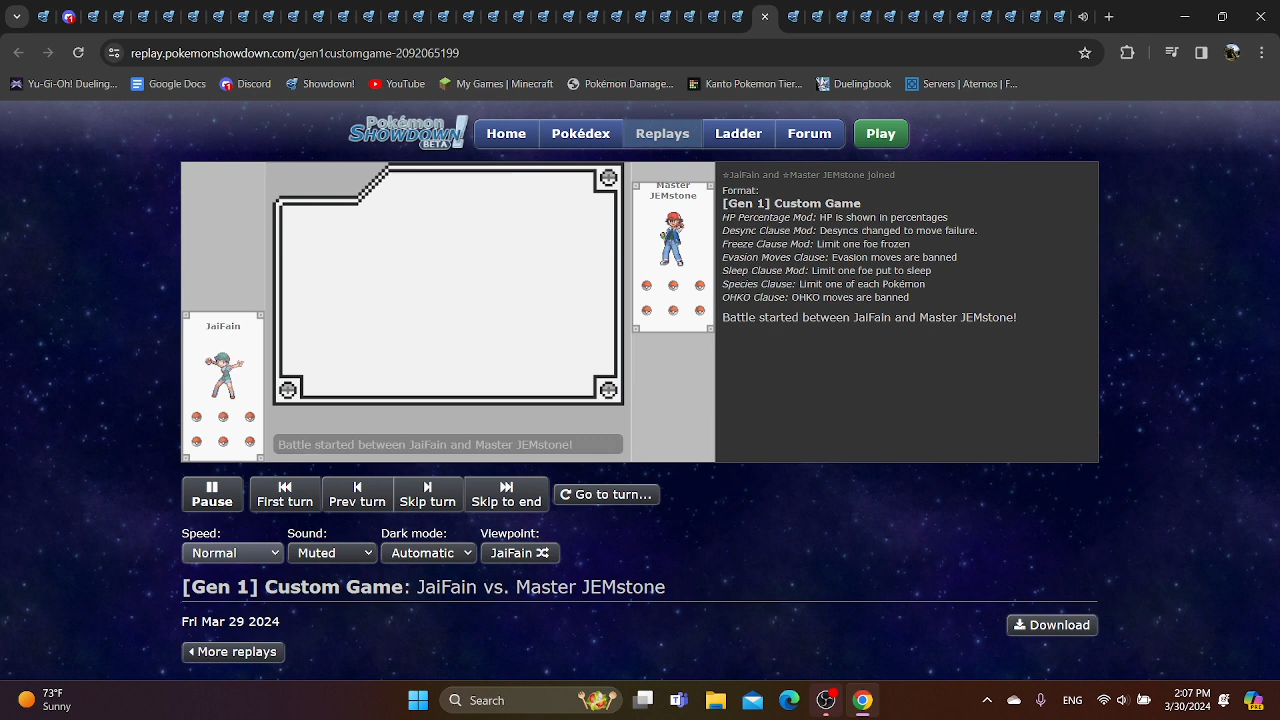 replay.pokemonshowdown.com/gen1customgame-2092065199
Yu-Gi-Oh! Dueling...
Google Docs
Discord
Showdown!
YouTube
My Games | Minecraft
Pokémon Damage...
Kanto Pokemon Tier...
Duelingbook
Servers | Aternos | F...
Pokémon
SHOWDOWN!
BETA
Home
Pokédex
Replays
Ladder
Forum
Play
JaiFain
Master
JEMstone
Battle started between JaiFain and Master JEMstone!
☆JaiFain and ☆Master JEMstone joined
Format:
[Gen 1] Custom Game
HP Percentage Mod: HP is shown in percentages
Desync Clause Mod: Desyncs changed to move failure.
Freeze Clause Mod: Limit one foe frozen
Evasion Moves Clause: Evasion moves are banned
Sleep Clause Mod: Limit one foe put to sleep
Species Clause: Limit one of each Pokémon
OHKO Clause: OHKO moves are banned
Battle started between JaiFain and Master JEMstone!
Pause
First turn
Prev turn
Skip turn
Skip to end
Go to turn...
Speed:
Sound:
Dark mode:
Viewpoint:
Normal
Muted
Automatic
JaiFain
[Gen 1] Custom Game: JaiFain vs. Master JEMstone
Fri Mar 29 2024
Download
More replays
73°F
Sunny
Search
ENG
2:07 PM
3/30/2024
PRE